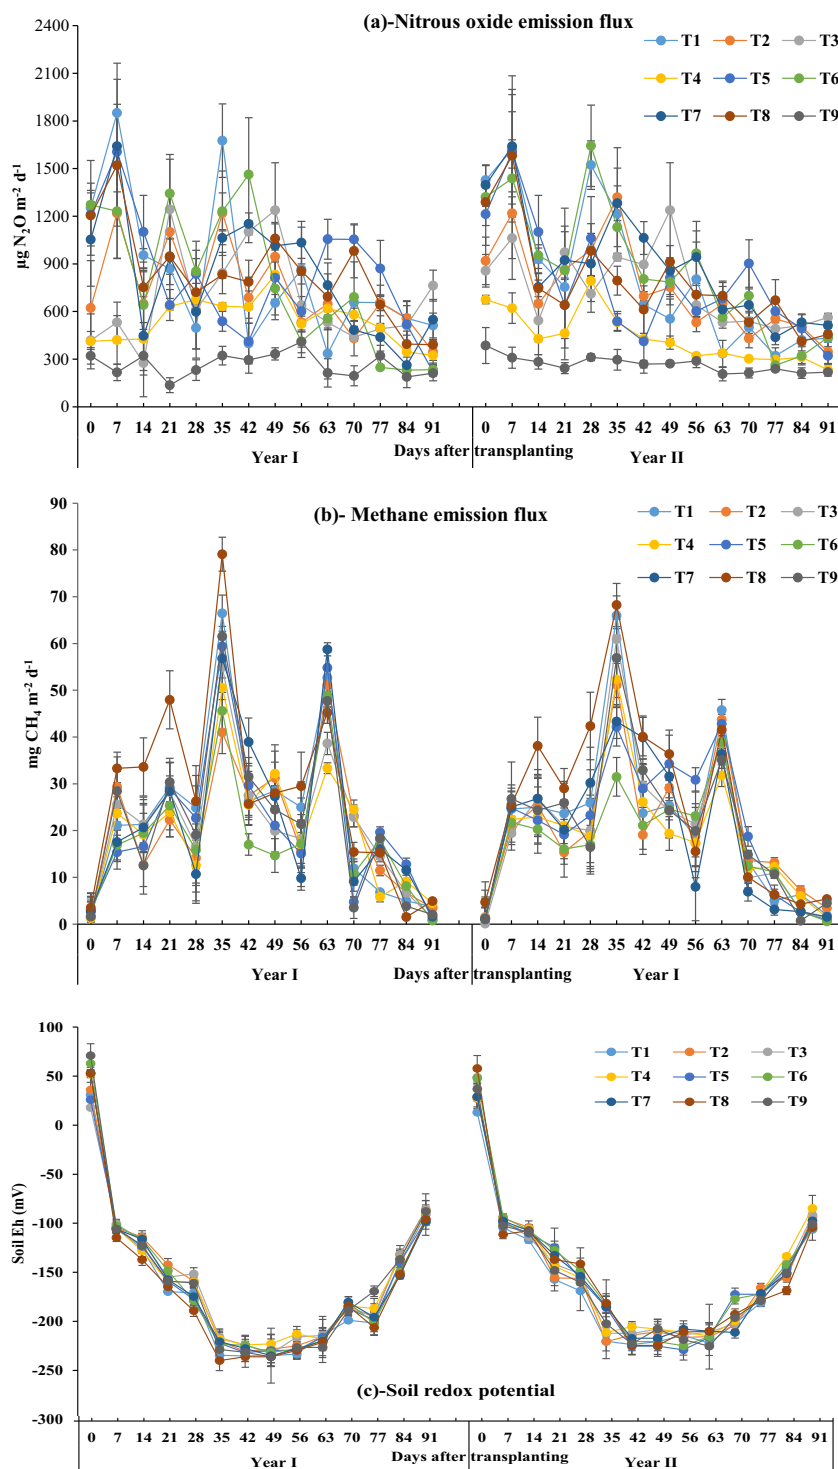 (a)-Nitrous oxide emission flux
T1 T2 T3
T4 T5 T6
T7 T8 T9
µg N₂O m⁻² d⁻¹
2400
2100
1800
1500
1200
900
600
300
0
0 7 14 21 28 35 42 49 56 63 70 77 84 91 0 7 14 21 28 35 42 49 56 63 70 77 84 91
Year I Days after transplanting Year II
(b)- Methane emission flux
T1 T2 T3
T4 T5 T6
T7 T8 T9
mg CH₄ m⁻² d⁻¹
90
80
70
60
50
40
30
20
10
0
0 7 14 21 28 35 42 49 56 63 70 77 84 91 0 7 14 21 28 35 42 49 56 63 70 77 84 91
Year I Days after transplanting Year I
T1 T2 T3
T4 T5 T6
T7 T8 T9
Soil Eh (mV)
100
50
0
-50
-100
-150
-200
-250
-300
(c)-Soil redox potential
0 7 14 21 28 35 42 49 56 63 70 77 84 91 0 7 14 21 28 35 42 49 56 63 70 77 84 91
Year I Days after transplanting Year II